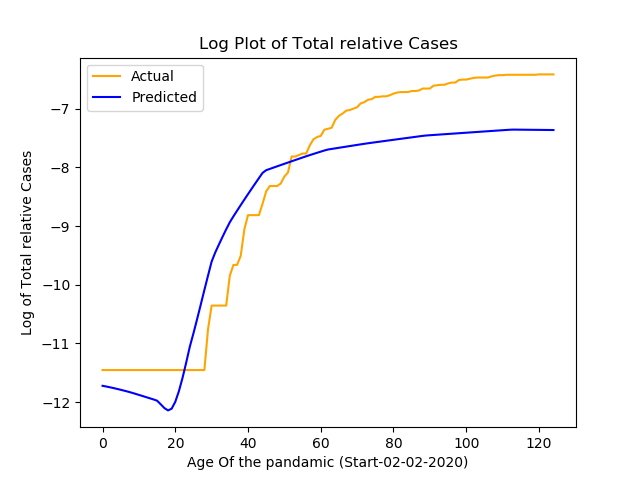 Log Plot of Total relative Cases
Actual
Predicted
−7
−8
−9
−10
−11
−12
Log of Total relative Cases
0 20 40 60 80 100 120
Age Of the pandamic (Start-02-02-2020)